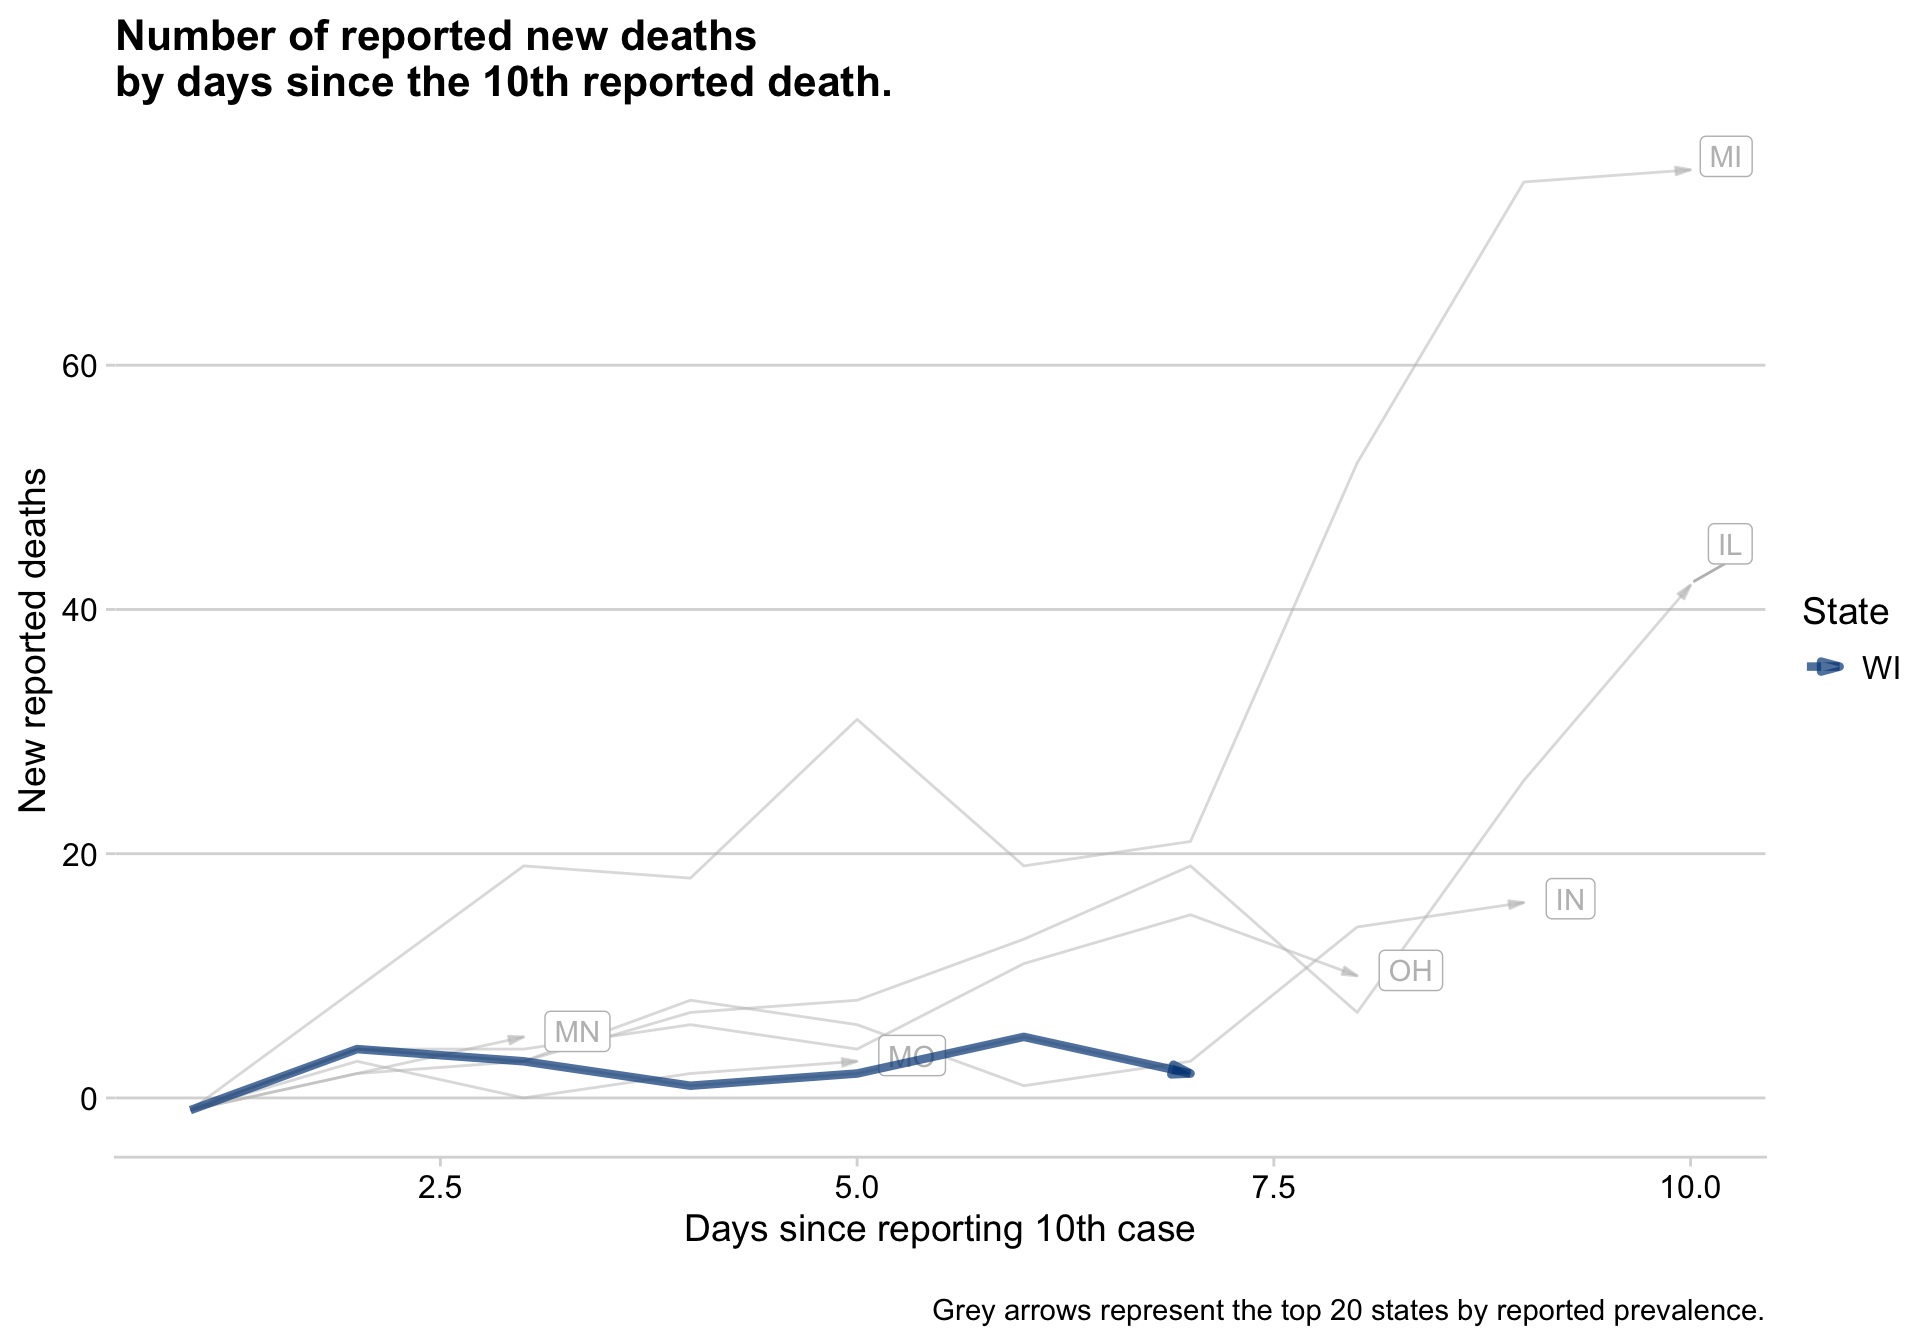 Number of reported new deaths
by days since the 10th reported death.
MI
60
IL
New reported deaths
40
State
WI
20
IN
OH
MN
MO
0
2.5 5.0 7.5 10.0
Days since reporting 10th case
Grey arrows represent the top 20 states by reported prevalence.